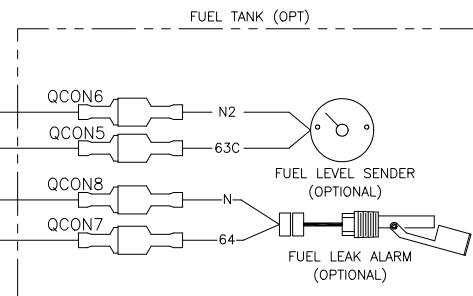 FUEL TANK (OPT)
QCON6
N2
QCON5
63C
FUEL LEVEL SENDER
(OPTIONAL)
QCON8
N
QCON7
64
FUEL LEAK ALARM
(OPTIONAL)